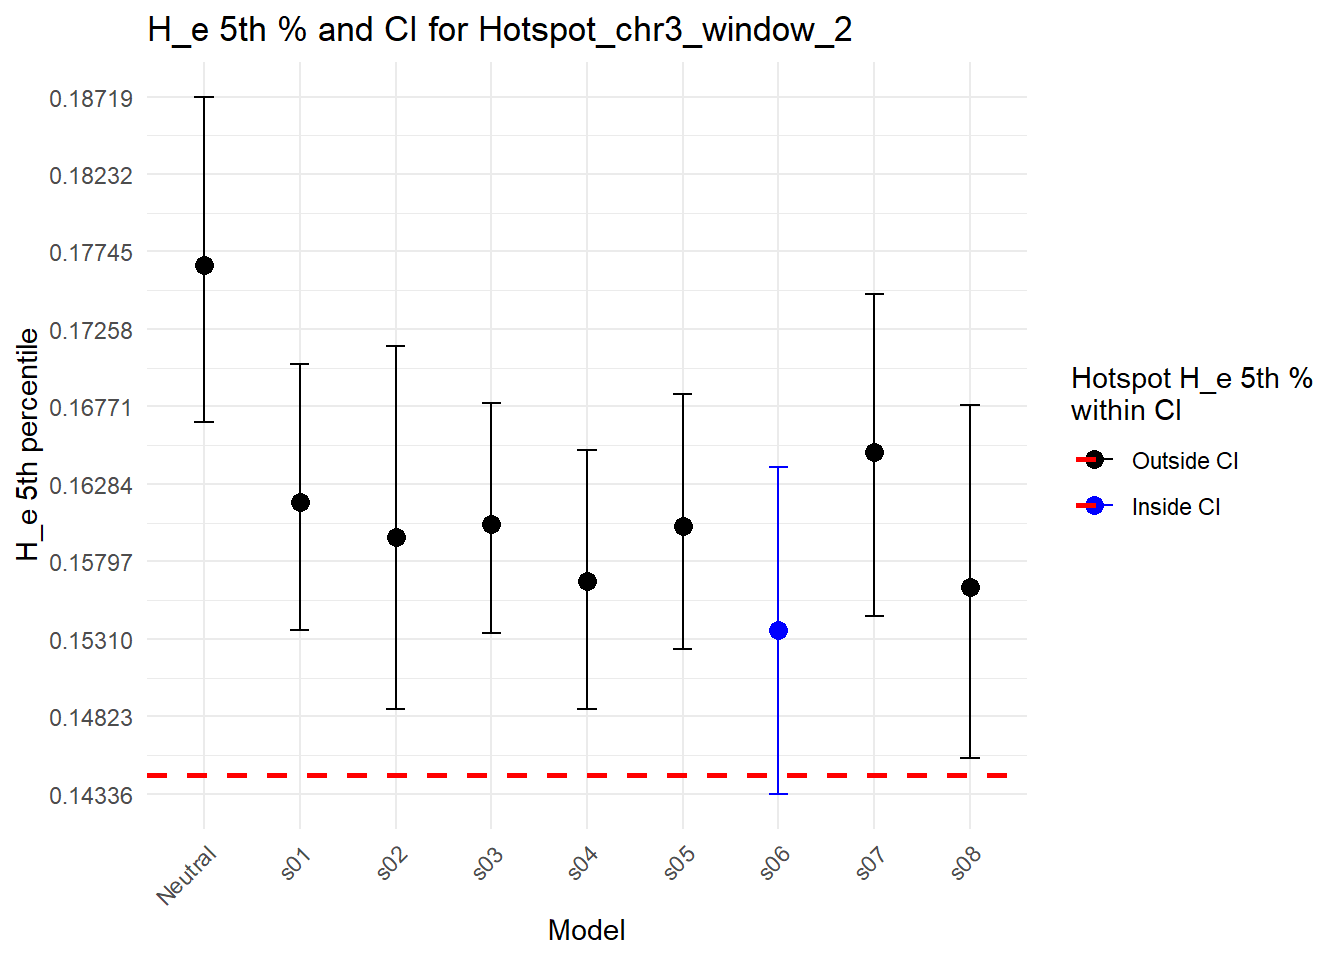 H_e 5th % and CI for Hotspot_chr3_window_2
H_e 5th percentile
0.18719
0.18232
0.17745
0.17258
0.16771
0.16284
0.15797
0.15310
0.14823
0.14336
Neutral
s01
s02
s03
s04
s05
s06
s07
s08
Model
Hotspot H_e 5th %
within CI
Outside CI
Inside CI